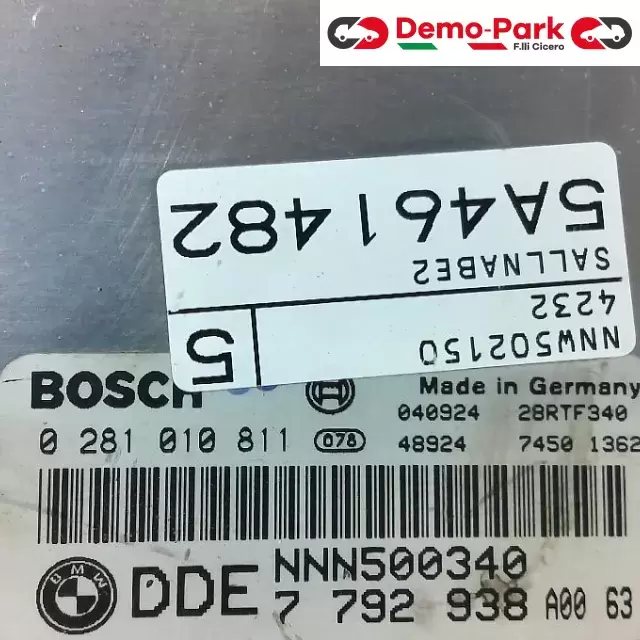 Demo-Park
F.lli Cicero
NNW502150
4232
5
SALLNABE2
5A461482
BOSCH
Made in Germany
040924 28RTF340
0 281 010 811 078 48924 7450 1362
BMW DDE NNN500340
7 792 938 A00 63